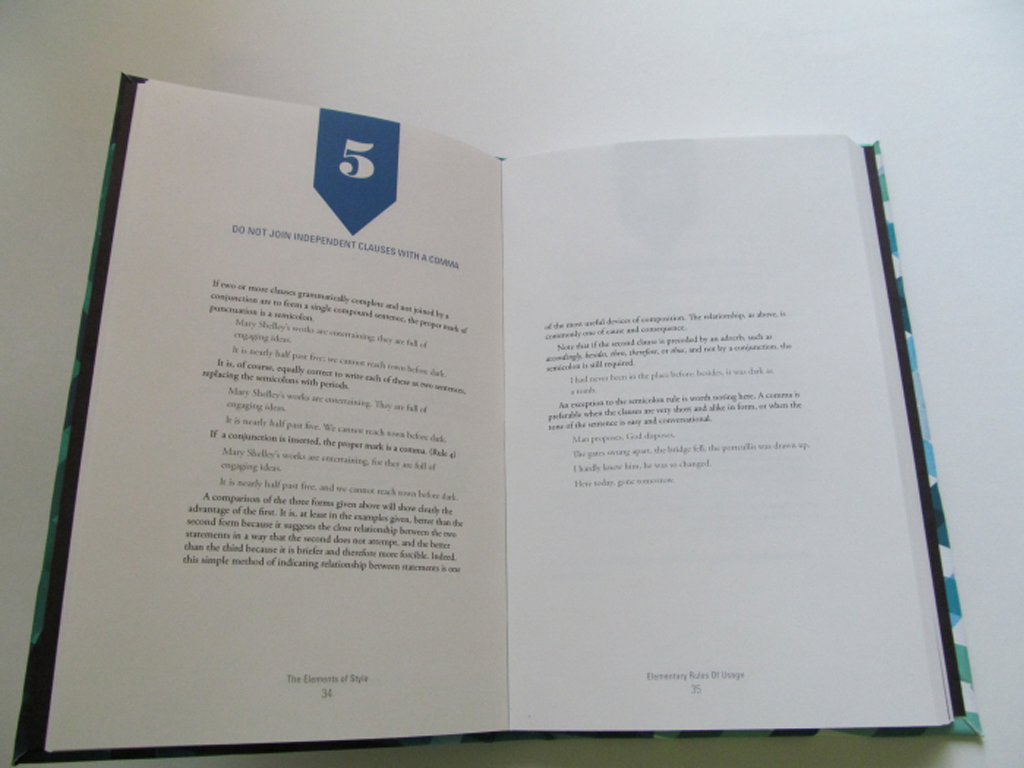 5
DO NOT JOIN INDEPENDENT CLAUSES WITH A COMMA
If two or more clauses grammatically complete and not joined by a
conjunction are to form a single compound sentence, the proper mark of
punctuation is a semicolon.
Mary Shelley's works are entertaining; they are full of
engaging ideas.
It is nearly half past five; we cannot reach town before dark.
It is, of course, equally correct to write each of these as two sentences,
replacing the semicolons with periods.
Mary Shelley's works are entertaining. They are full of
engaging ideas.
It is nearly half past five. We cannot reach town before dark.
If a conjunction is inserted, the proper mark is a comma. (Rule 4)
Mary Shelley's works are entertaining, for they are full of
engaging ideas.
It is nearly half past five, and we cannot reach town before dark.
A comparison of the three forms given above will show clearly the
advantage of the first. It is, at least in the examples given, better than the
second form because it suggests the close relationship between the two
statements in a way that the second does not attempt, and the better
than the third because it is briefer and therefore more forcible. Indeed,
this simple method of indicating relationship between statements is one
The Elements of Style
34
of the most useful devices of composition. The relationship, as above, is
commonly one of cause and consequence.
Note that if the second clause is preceded by an adverb, such as
accordingly, besides, then, therefore, or thus, and not by a conjunction, the
semicolon is still required.
I had never been in the place before; besides, it was dark as
a tomb.
An exception to the semicolon rule is worth noting here. A comma is
preferable when the clauses are very short and alike in form, or when the
tone of the sentence is easy and conversational.
Man proposes, God disposes.
The gates swung apart, the bridge fell, the portcullis was drawn up.
I hardly knew him, he was so changed.
Here today, gone tomorrow.
Elementary Rules Of Usage
35